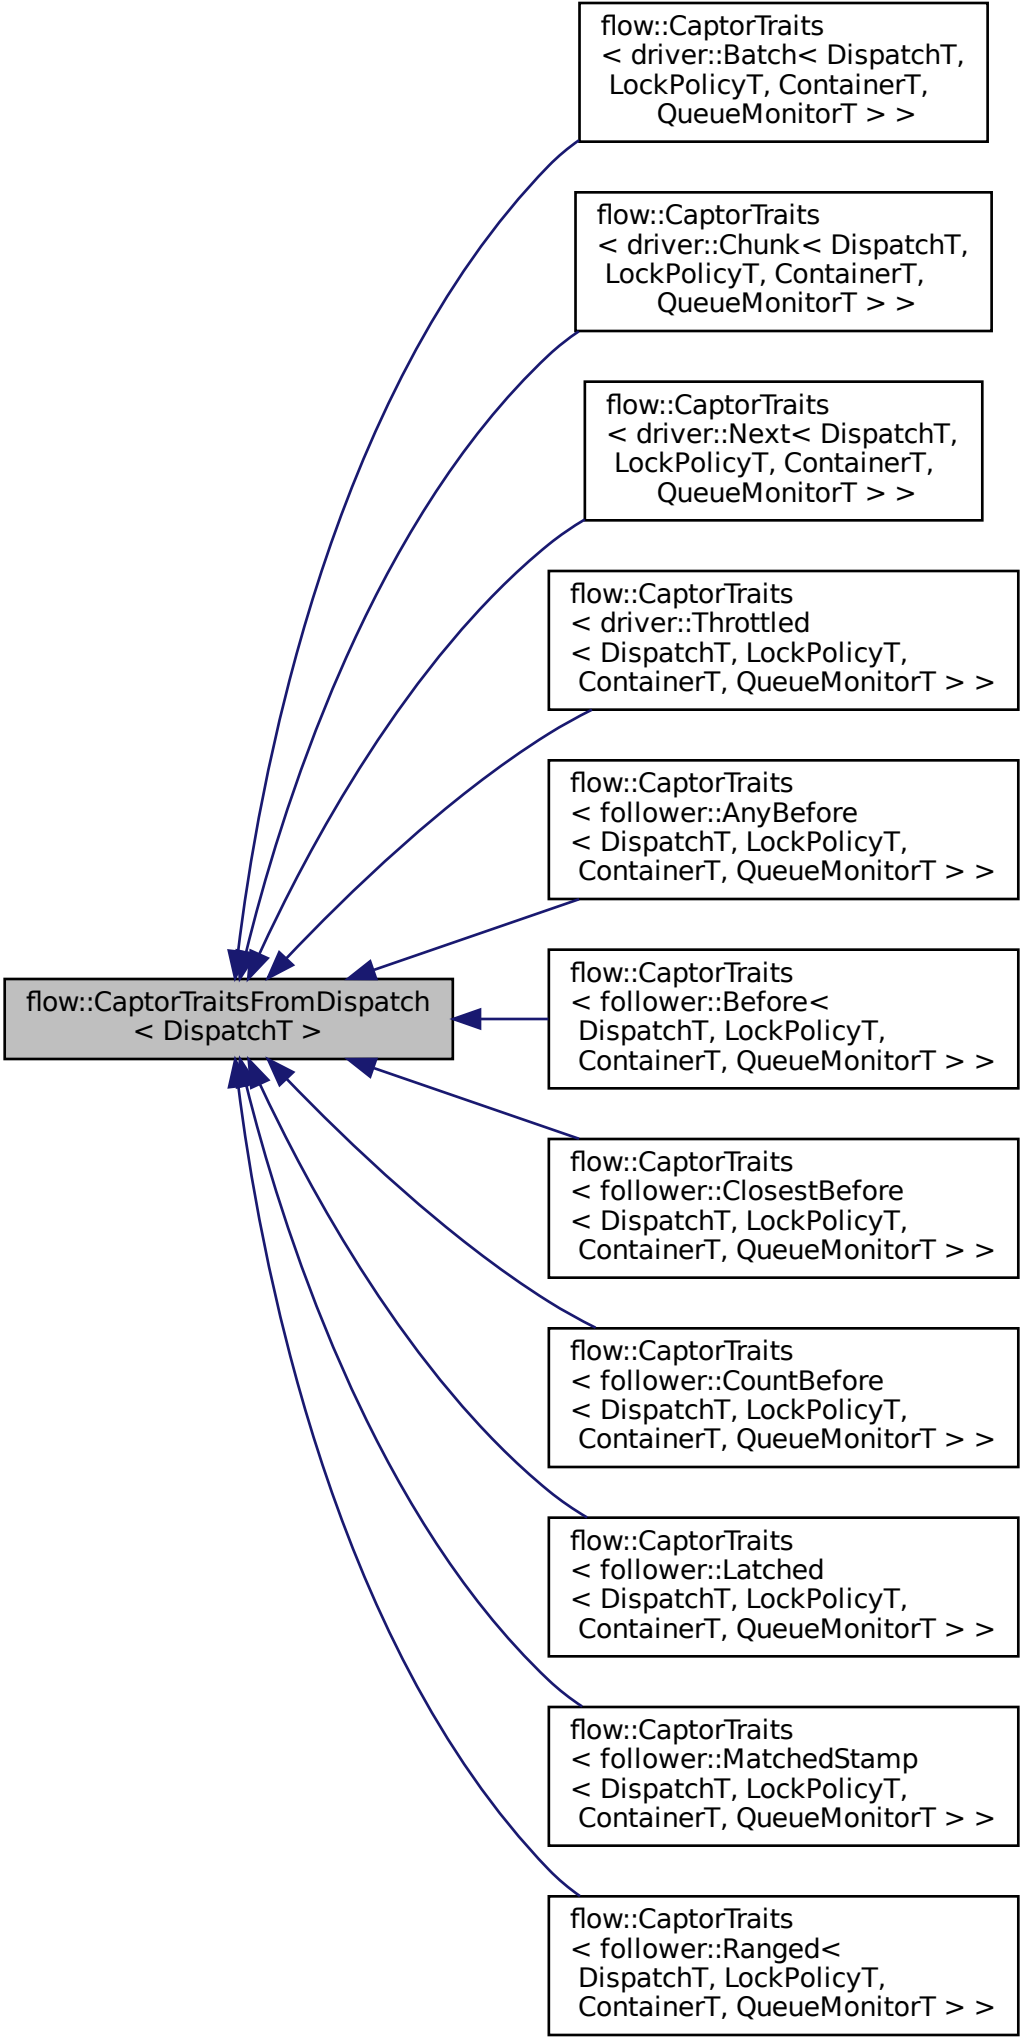 flow::CaptorTraits
< driver::Batch< DispatchT,
LockPolicyT, ContainerT,
QueueMonitorT > >
flow::CaptorTraits
< driver::Chunk< DispatchT,
LockPolicyT, ContainerT,
QueueMonitorT > >
flow::CaptorTraits
< driver::Next< DispatchT,
LockPolicyT, ContainerT,
QueueMonitorT > >
flow::CaptorTraits
< driver::Throttled
< DispatchT, LockPolicyT,
ContainerT, QueueMonitorT > >
flow::CaptorTraits
< follower::AnyBefore
< DispatchT, LockPolicyT,
ContainerT, QueueMonitorT > >
flow::CaptorTraitsFromDispatch
< DispatchT >
flow::CaptorTraits
< follower::Before<
DispatchT, LockPolicyT,
ContainerT, QueueMonitorT > >
flow::CaptorTraits
< follower::ClosestBefore
< DispatchT, LockPolicyT,
ContainerT, QueueMonitorT > >
flow::CaptorTraits
< follower::CountBefore
< DispatchT, LockPolicyT,
ContainerT, QueueMonitorT > >
flow::CaptorTraits
< follower::Latched
< DispatchT, LockPolicyT,
ContainerT, QueueMonitorT > >
flow::CaptorTraits
< follower::MatchedStamp
< DispatchT, LockPolicyT,
ContainerT, QueueMonitorT > >
flow::CaptorTraits
< follower::Ranged<
DispatchT, LockPolicyT,
ContainerT, QueueMonitorT > >